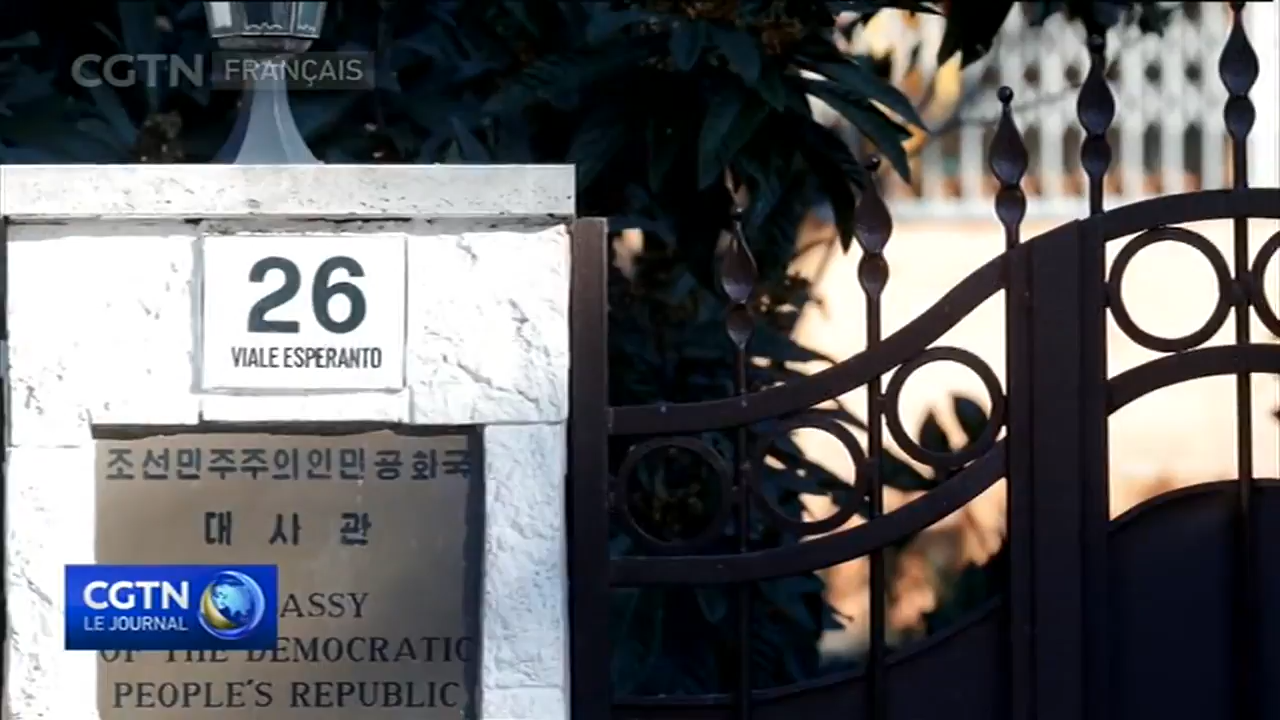 CGTN FRANÇAIS
26
VIALE ESPERANTO
조선민주주의인민공화국
대사관
ASSY
OF THE DEMOCRATIC
PEOPLE'S REPUBLIC
CGTN
LE JOURNAL